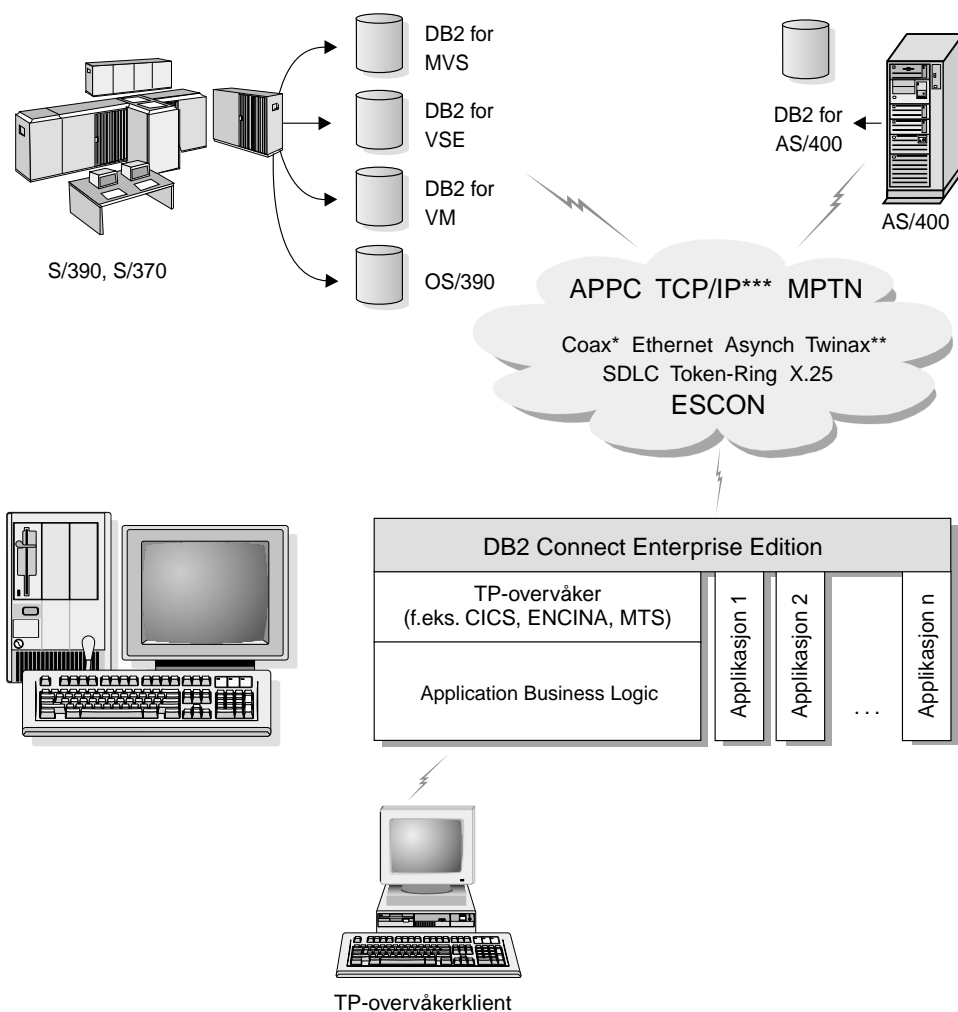 DB2 for
MVS
DB2 for
VSE
DB2 for
VM
OS/390
S/390, S/370
DB2 for
AS/400
AS/400
APPC TCP/IP*** MPTN
Coax* Ethernet Asynch Twinax**
SDLC Token-Ring X.25
ESCON
DB2 Connect Enterprise Edition
TP-overvåker
(f.eks. CICS, ENCINA, MTS)
Application Business Logic
Applikasjon 1
Applikasjon 2
. . .
Applikasjon n
TP-overvåkerklient